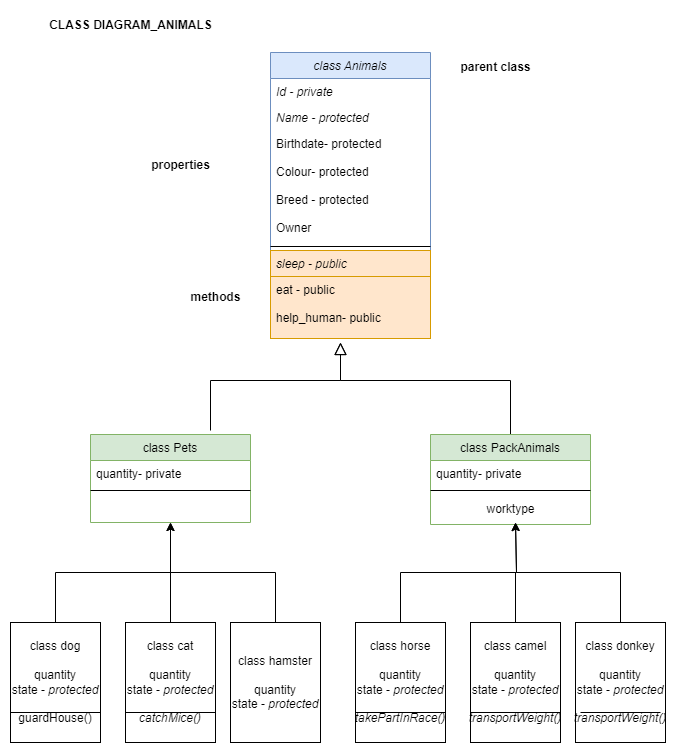 CLASS DIAGRAM_ANIMALS
class Animals
parent class
Id - private
Name - protected
Birthdate- protected
properties
Colour- protected
Breed - protected
Owner
sleep - public
methods
eat - public
help_human- public
class Pets
quantity- private
class PackAnimals
quantity- private
worktype
class dog
quantity
state - protected
guardHouse()
class cat
quantity
state - protected
catchMice()
class hamster
quantity
state - protected
class horse
quantity
state - protected
takePartInRace()
class camel
quantity
state - protected
transportWeight()
class donkey
quantity
state - protected
transportWeight()